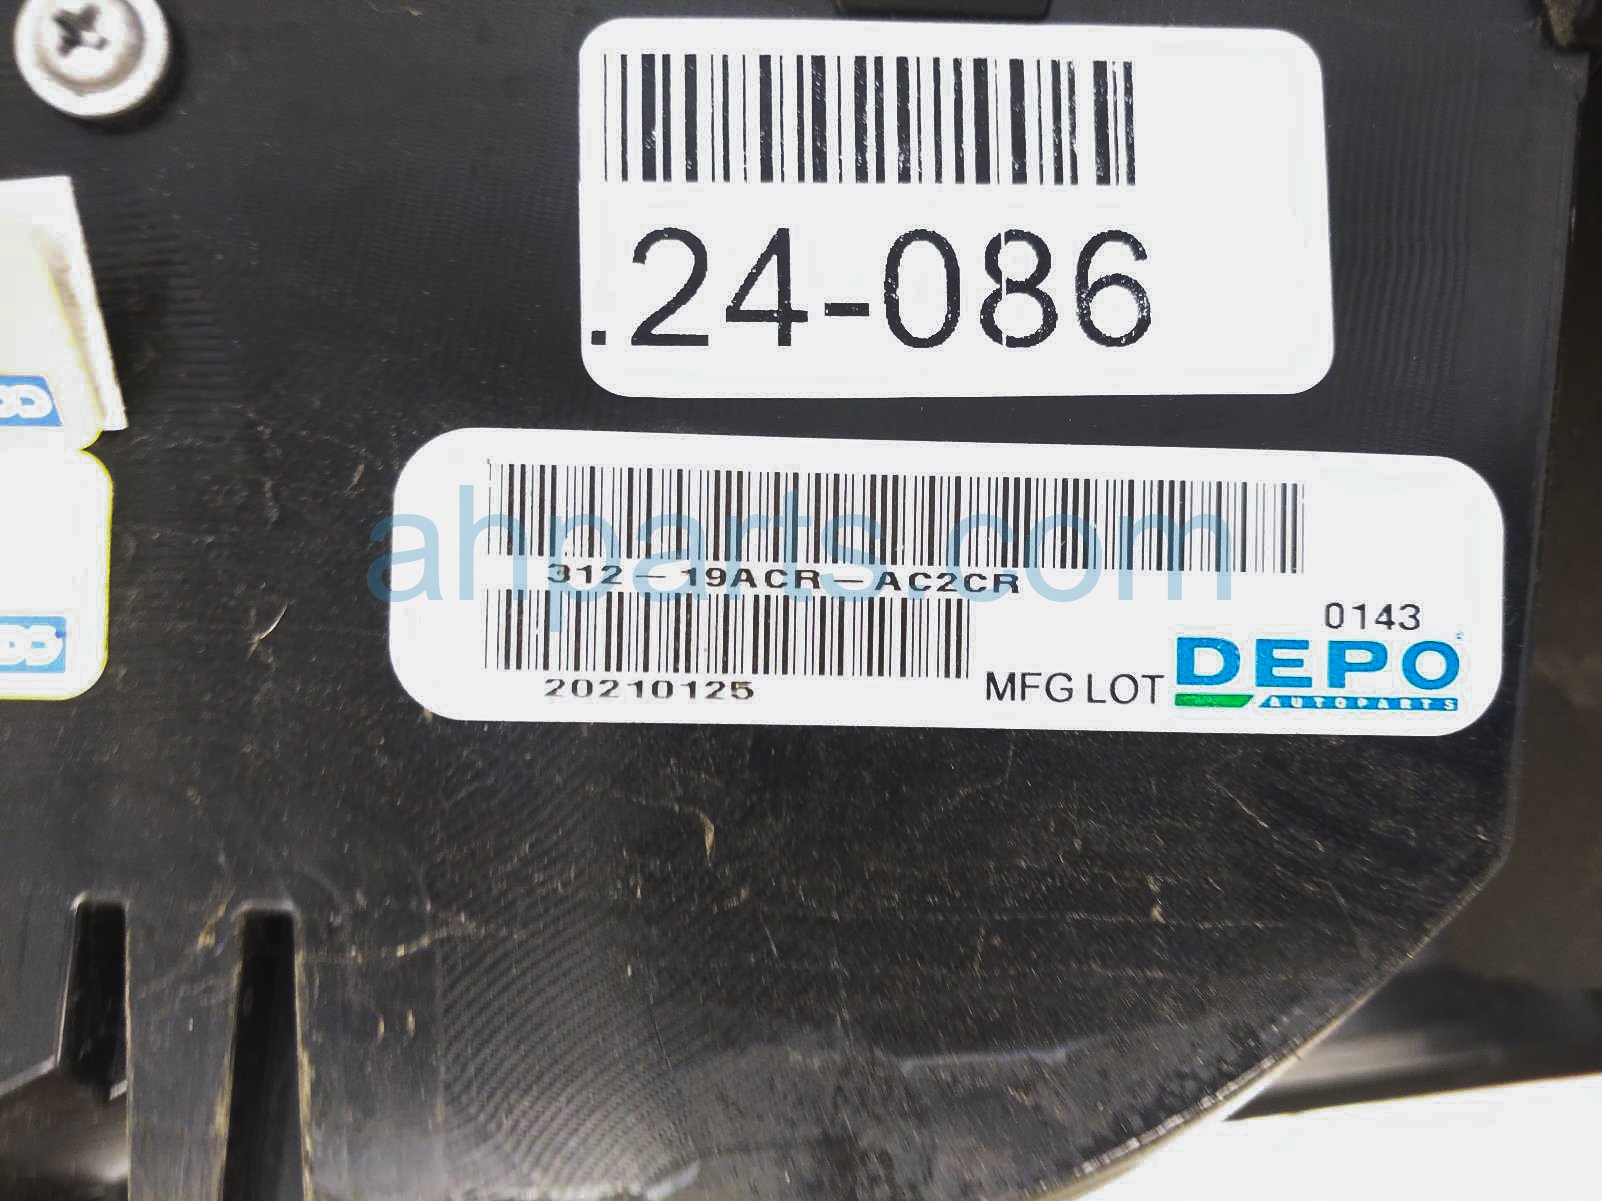 .24-086
ahparts.com
312-19ACR-AC2CR
0143
20210125
MFG LOT
DEPO
AUTOPARTS